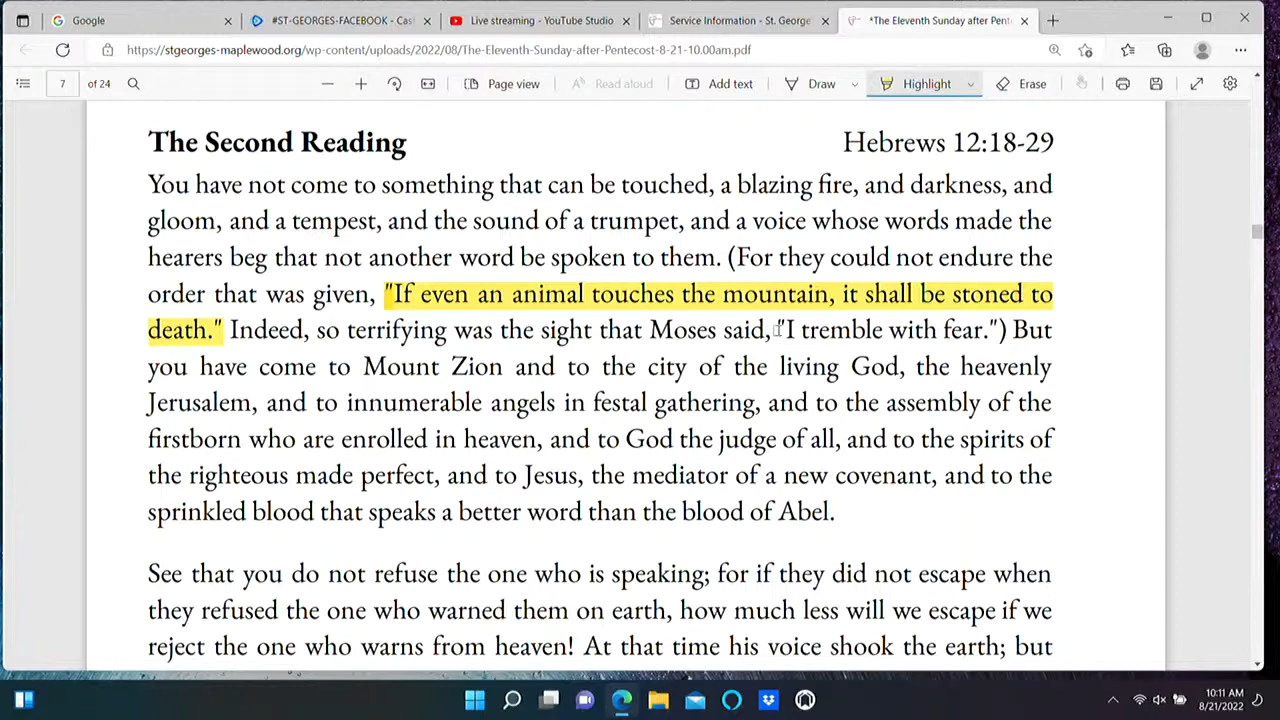 Google
#ST-GEORGES-FACEBOOK - Cas
Live streaming - YouTube Studio
Service Information - St. George
*The Eleventh Sunday after Pent
https://stgeorges-maplewood.org/wp-content/uploads/2022/08/The-Eleventh-Sunday-after-Pentecost-8-21-10.00am.pdf
7 of 24 Page view Read aloud Add text Draw Highlight Erase
The Second Reading Hebrews 12:18-29
You have not come to something that can be touched, a blazing fire, and darkness, and
gloom, and a tempest, and the sound of a trumpet, and a voice whose words made the
hearers beg that not another word be spoken to them. (For they could not endure the
order that was given, "If even an animal touches the mountain, it shall be stoned to
death." Indeed, so terrifying was the sight that Moses said, "I tremble with fear.") But
you have come to Mount Zion and to the city of the living God, the heavenly
Jerusalem, and to innumerable angels in festal gathering, and to the assembly of the
firstborn who are enrolled in heaven, and to God the judge of all, and to the spirits of
the righteous made perfect, and to Jesus, the mediator of a new covenant, and to the
sprinkled blood that speaks a better word than the blood of Abel.
See that you do not refuse the one who is speaking; for if they did not escape when
they refused the one who warned them on earth, how much less will we escape if we
reject the one who warns from heaven! At that time his voice shook the earth; but
10:11 AM
8/21/2022